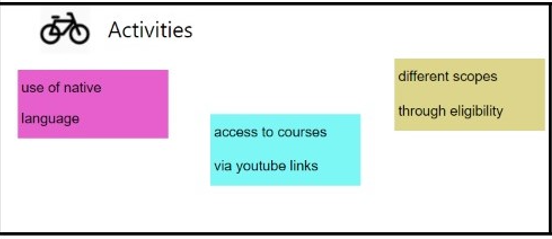 Activities
use of native
language
access to courses
via youtube links
different scopes
through eligibility